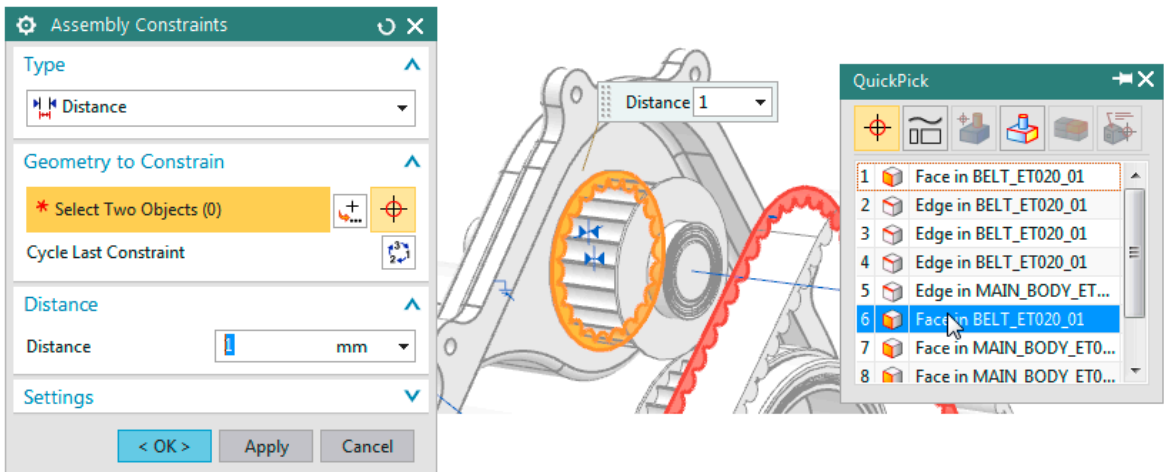 Assembly Constraints
Type
Distance
Geometry to Constrain
* Select Two Objects (0)
Cycle Last Constraint
Distance
Distance 1 mm
Settings
< OK > Apply Cancel
Distance 1
QuickPick
1 Face in BELT_ET020_01
2 Edge in BELT_ET020_01
3 Edge in BELT_ET020_01
4 Edge in BELT_ET020_01
5 Edge in MAIN_BODY_ET...
6 Face in BELT_ET020_01
7 Face in MAIN_BODY_ET0...
8 Face in MAIN_BODY_ET0...